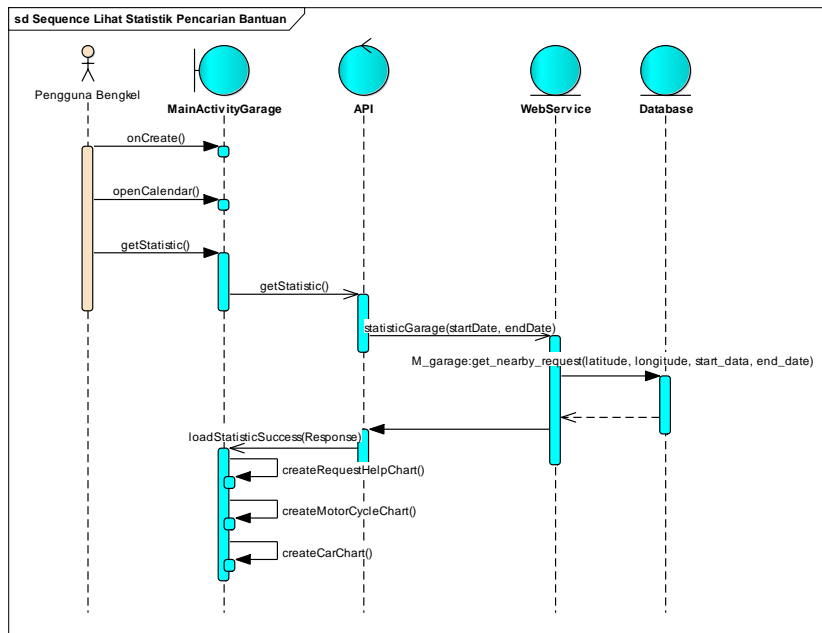 sd Sequence Lihat Statistik Pencarian Bantuan
Pengguna Bengkel
MainActivityGarage
API
WebService
Database
onCreate()
openCalendar()
getStatistic()
getStatistic()
statisticGarage(startDate, endDate)
M_garage:get_nearby_request(latitude, longitude, start_data, end_date)
loadStatisticSuccess(Response)
createRequestHelpChart()
createMotorCycleChart()
createCarChart()